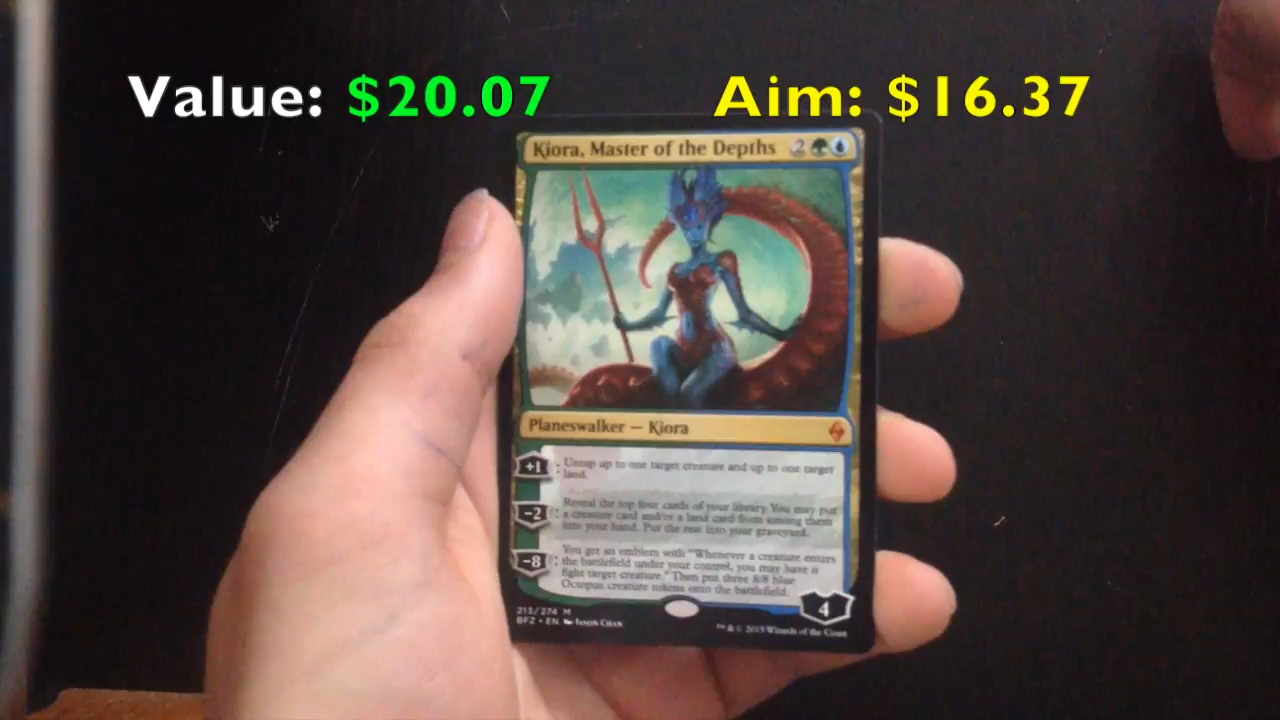 Value: $20.07 Aim: $16.37
Kiora, Master of the Depths 2
Planeswalker — Kiora
+1 : Untap up to one target creature and up to one target
land.
-2 : Reveal the top four cards of your library. You may put
a creature card and/or a land card from among them
into your hand. Put the rest into your graveyard.
-8 : You get an emblem with "Whenever a creature enters
the battlefield under your control, you may have it
fight target creature." Then put three 8/8 blue
Octopus creature tokens onto the battlefield.
4
213/274 M
BFZ • EN Jason Chan
™ & © 2015 Wizards of the Coast